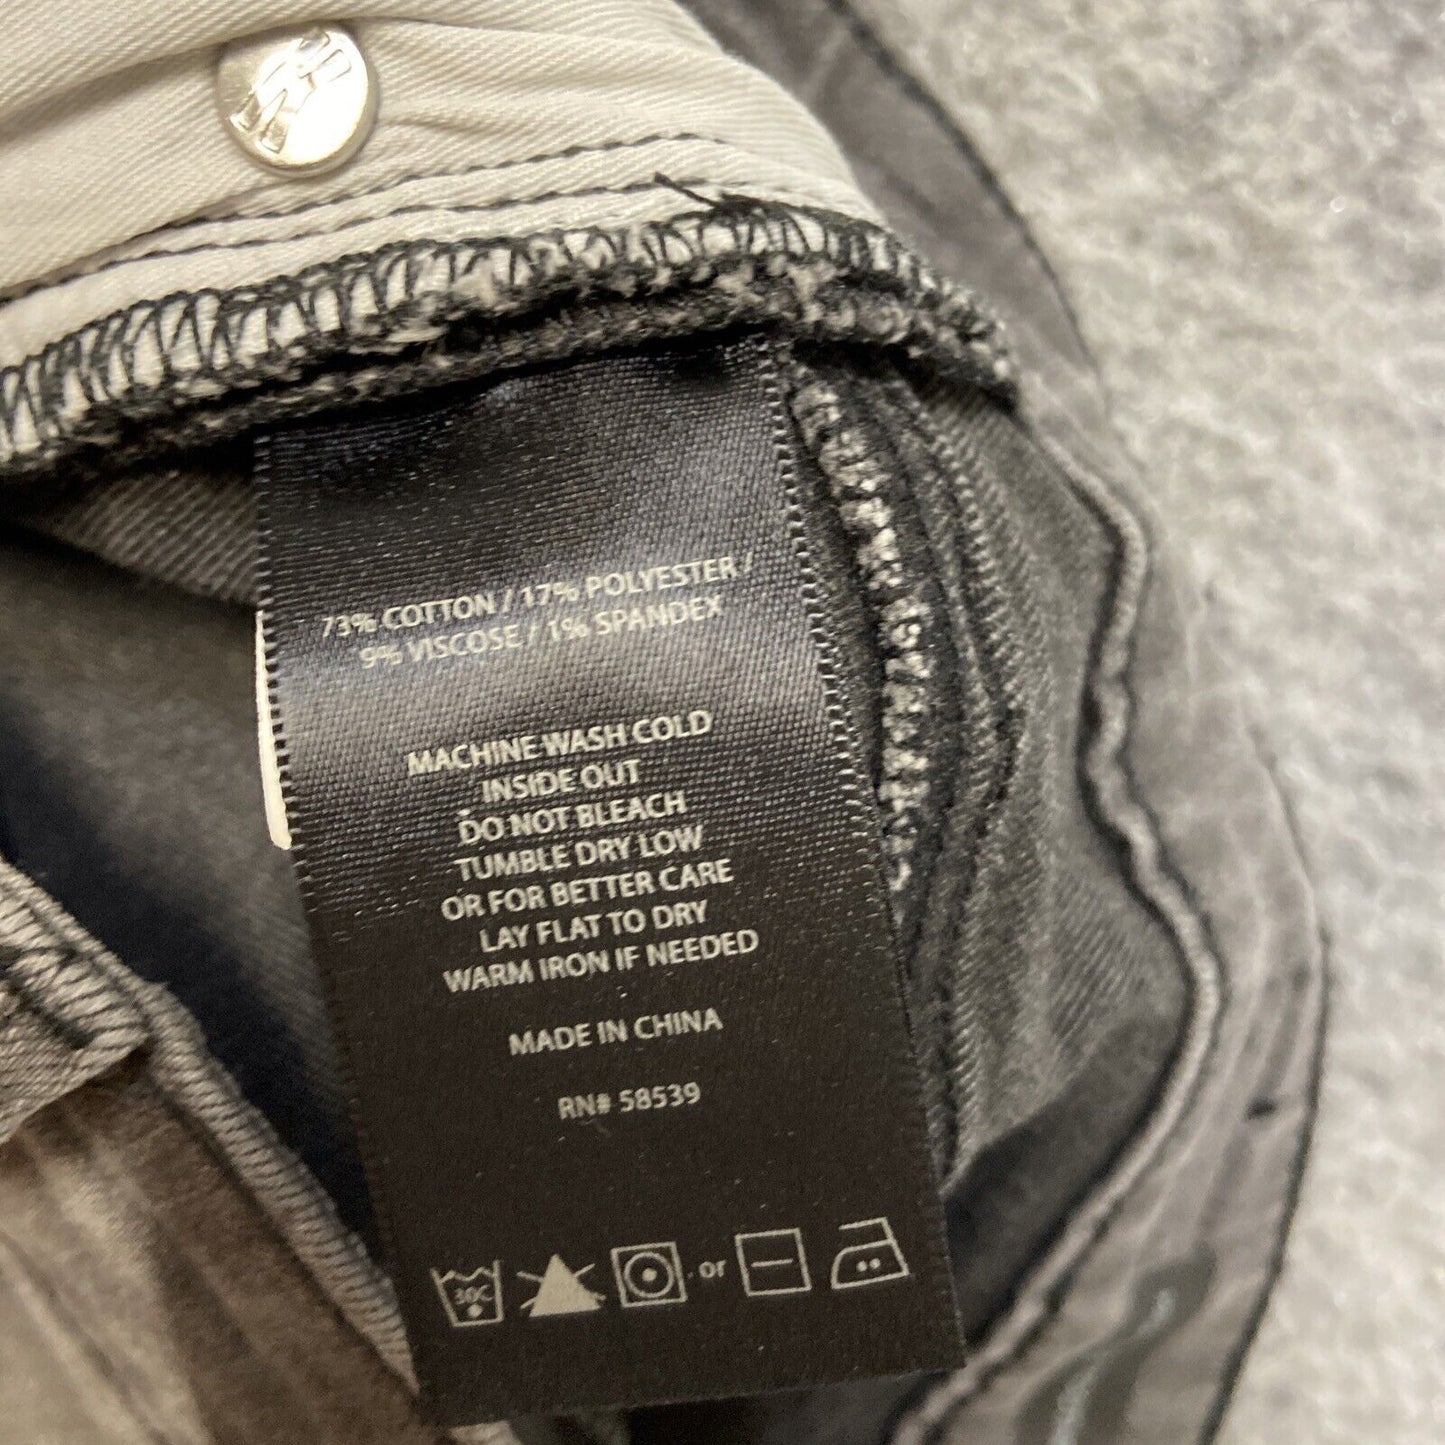 73% COTTON / 17% POLYESTER /
9% VISCOSE / 1% SPANDEX
MACHINE WASH COLD
INSIDE OUT
DO NOT BLEACH
TUMBLE DRY LOW
OR FOR BETTER CARE
LAY FLAT TO DRY
WARM IRON IF NEEDED
MADE IN CHINA
RN# 58539
30C or